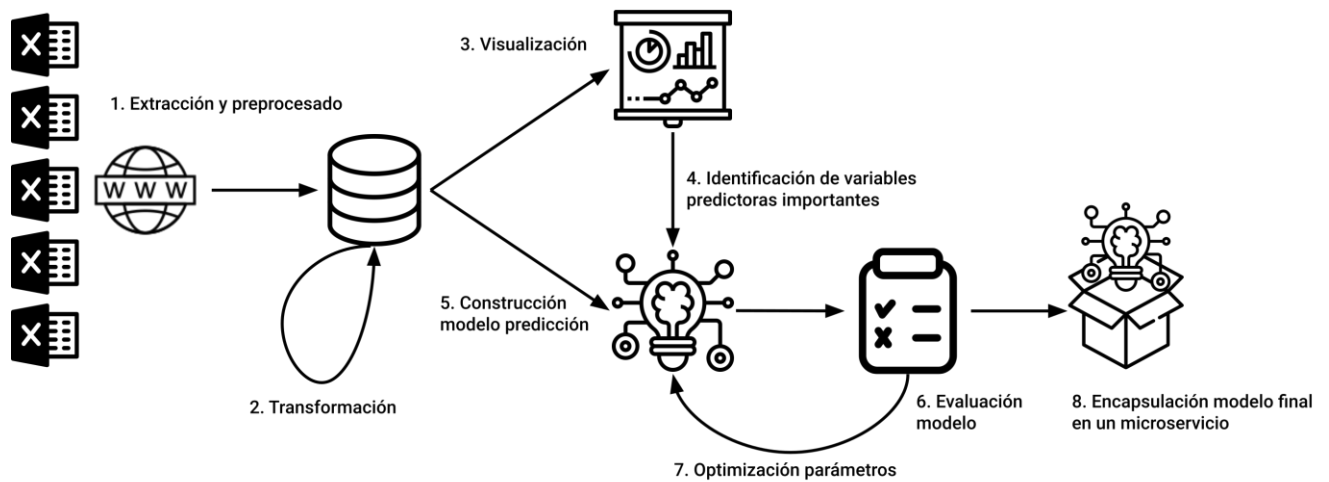 1. Extracción y preprocesado
W W W
2. Transformación
3. Visualización
4. Identificación de variables
predictoras importantes
5. Construcción
modelo predicción
6. Evaluación
modelo
7. Optimización parámetros
8. Encapsulación modelo final
en un microservicio
X
X
X
X
X